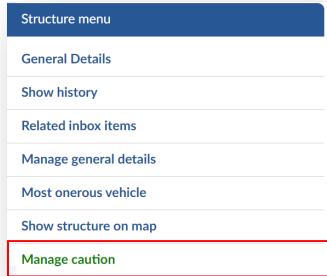 Structure menu
General Details
Show history
Related inbox items
Manage general details
Most onerous vehicle
Show structure on map
Manage caution